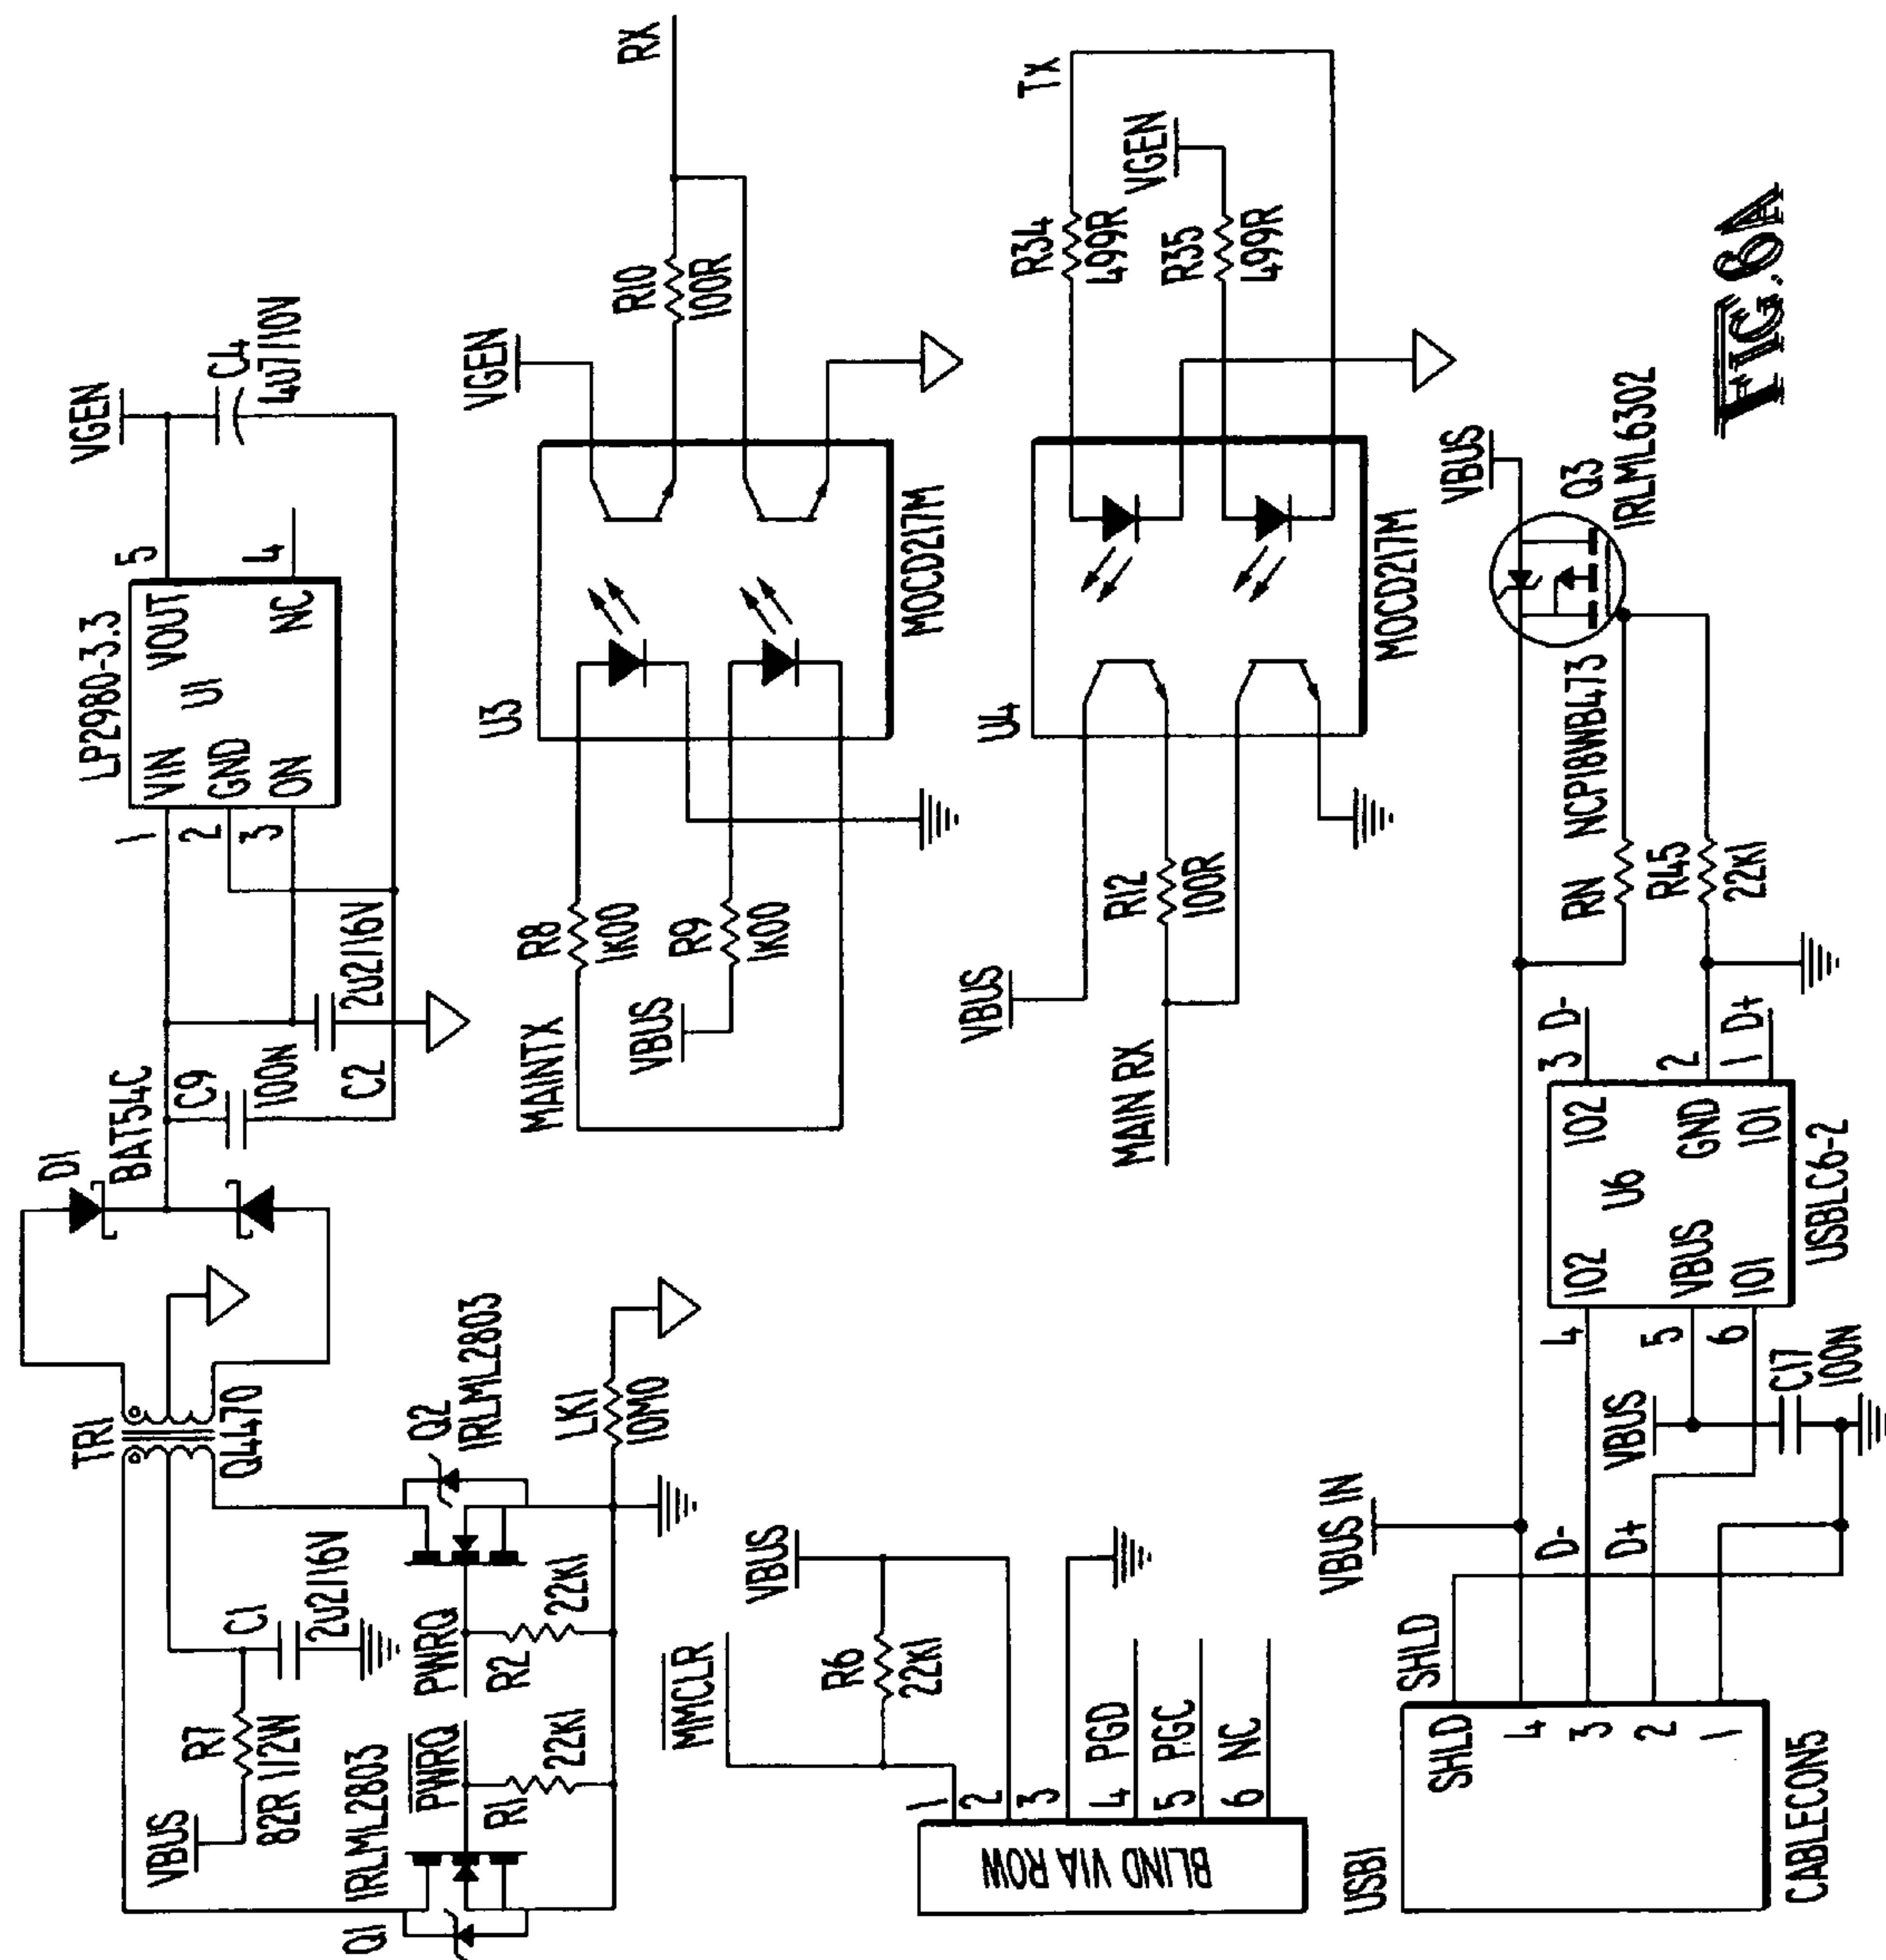 TR1
Q4470
D1
BAT54C
C9
100N
C2
2U2/16V
LP2980-3.3
U1
VIN
GND
ON
VOUT
NC
1
2
3
5
4
VGEN
C4
4U7/10V
VBUS
R7
82R 1/2W
C1
2U2/16V
Q1
IRLML2803
PWRQ
R1
22K1
PWRQ
R2
22K1
Q2
IRLML2803
LK1
10M0
MAINTX
R8
1K00
VBUS
R9
1K00
U3
MOCD217M
VGEN
R10
100R
RX
MMCLR
R6
22K1
VBUS
BLIND VIA ROW
1
2
3
4 PGD
5 PGC
6 NC
VBUS
MAIN RX
R12
100R
U4
MOCD217M
R34
499R
VGEN
R35
499R
TX
USB1
CABLECON5
SHLD
4
3
2
1
SHLD
VBUS IN
D-
D+
VBUS
C17
100N
4
5
6
IO2
VBUS
IO1
U6
IO2
GND
IO1
USBLC6-2
3 D-
2
1 D+
RN NCP18WB473
R45
22K1
VBUS
Q3
IRLML6302
FIG.6A